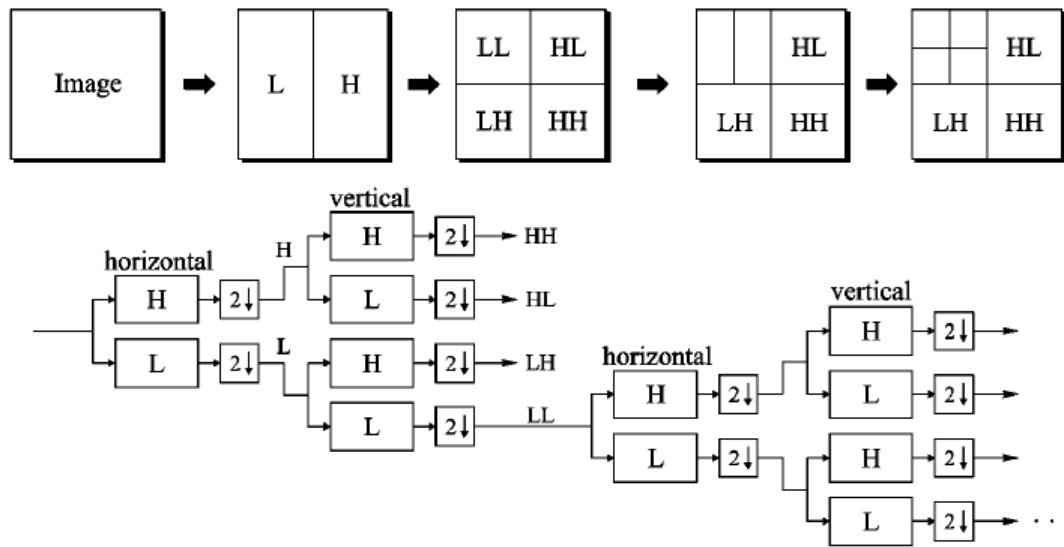 Image L H LL HL HL HL
LH HH LH HH LH HH
vertical
H H 2↓ HH
horizontal
H 2↓ L 2↓ HL vertical
H 2↓
L 2↓ L H 2↓ LH horizontal
H 2↓ L 2↓
L 2↓ LL
L 2↓ H 2↓
L 2↓ . .